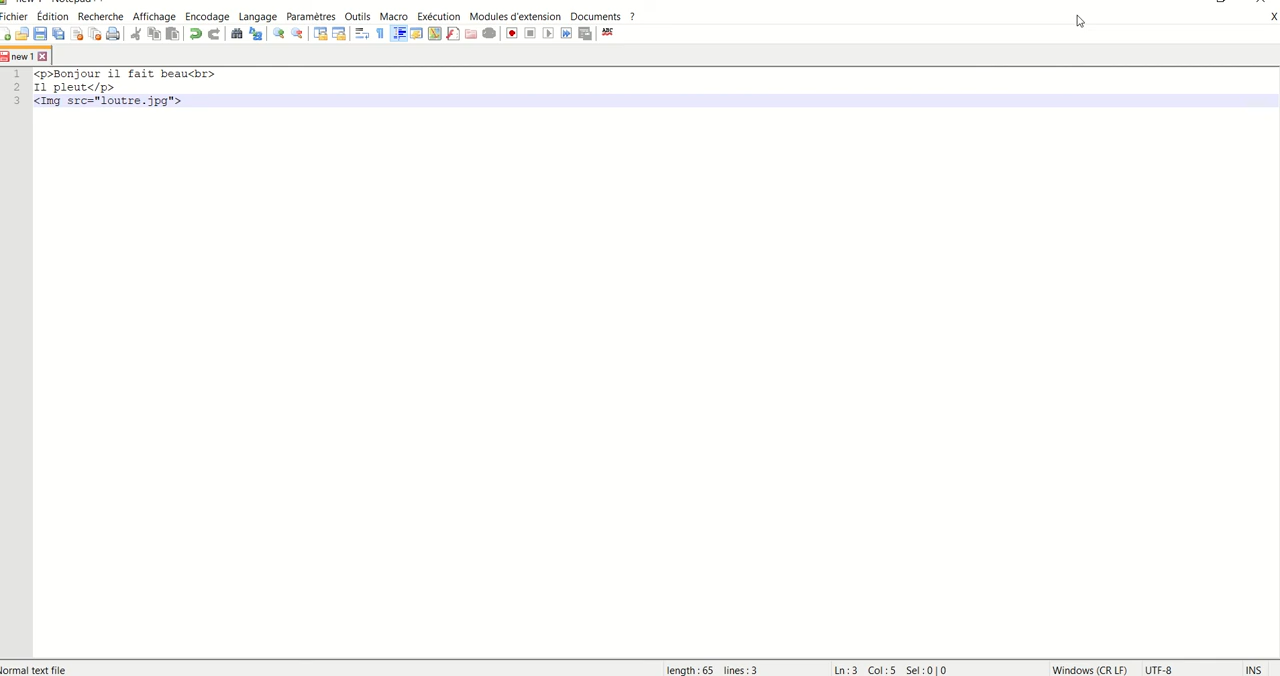 Fichier Édition Recherche Affichage Encodage Langage Paramètres Outils Macro Exécution Modules d'extension Documents ? X
ABC
new 1
1 <p>Bonjour il fait beau<br>
2 Il pleut</p>
3 <Img src="loutre.jpg">
Normal text file length : 65 lines : 3 Ln : 3 Col : 5 Sel : 0 | 0 Windows (CR LF) UTF-8 INS